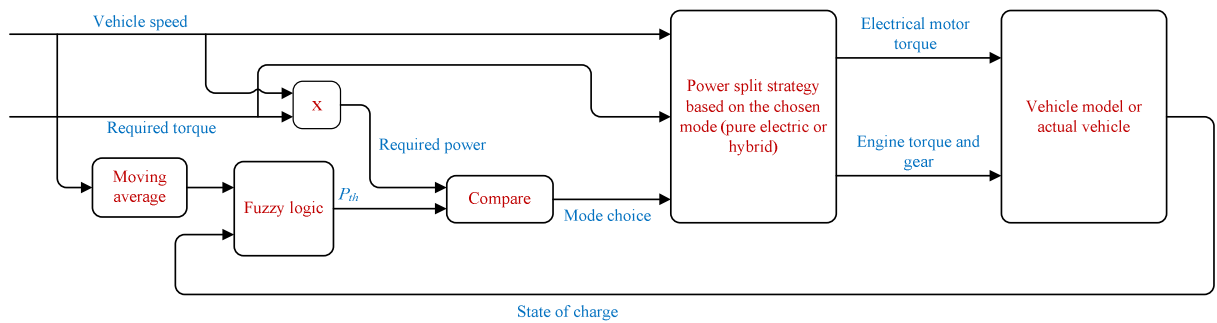 Vehicle speed
Required torque
X
Required power
Moving
average
Fuzzy logic
Pth
Compare
Mode choice
Power split strategy
based on the chosen
mode (pure electric or
hybrid)
Electrical motor
torque
Engine torque and
gear
Vehicle model or
actual vehicle
State of charge